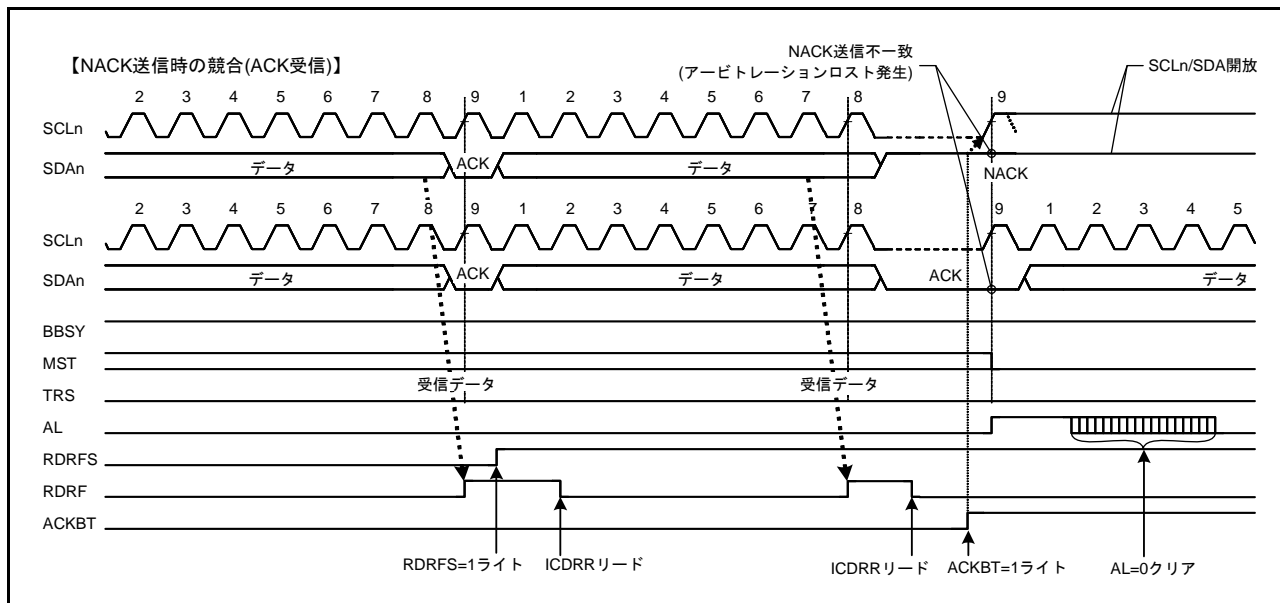 【NACK送信時の競合(ACK受信)】
NACK送信不一致
(アービトレーションロスト発生)
SCLn/SDA開放
2 3 4 5 6 7 8 9 1 2 3 4 5 6 7 8 9
SCLn
SDAn
データ ACK データ NACK
2 3 4 5 6 7 8 9 1 2 3 4 5 6 7 8 9 1 2 3 4 5
SCLn
SDAn
データ ACK データ ACK データ
BBSY
MST
受信データ 受信データ
TRS
AL
RDRFS
RDRF
ACKBT
RDRFS=1ライト ICDRRリード ICDRRリード ACKBT=1ライト AL=0クリア